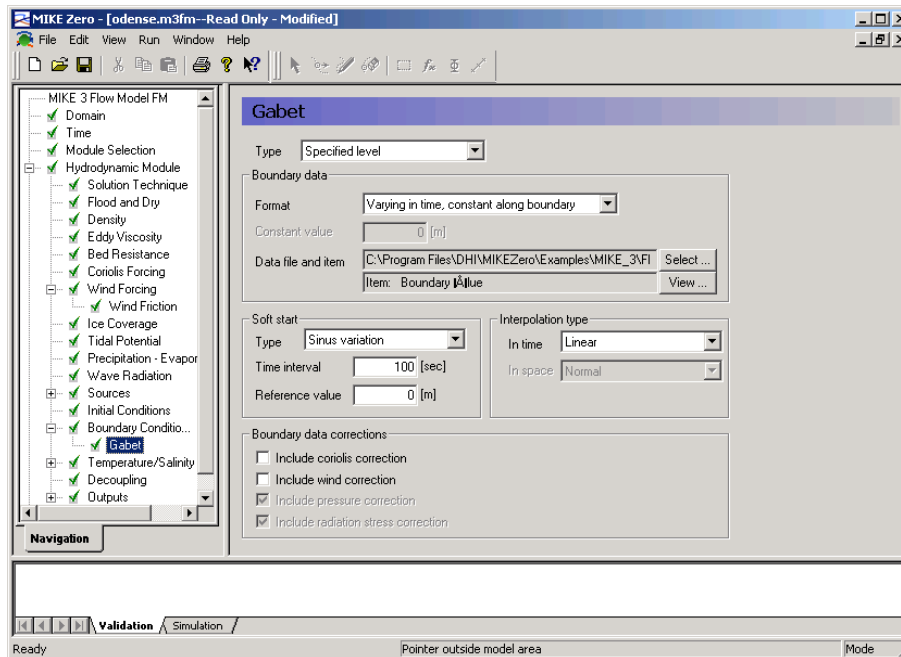 MIKE Zero - [odense.m3fm--Read Only - Modified]
File Edit View Run Window Help
MIKE 3 Flow Model FM
Domain
Time
Module Selection
Hydrodynamic Module
Solution Technique
Flood and Dry
Density
Eddy Viscosity
Bed Resistance
Coriolis Forcing
Wind Forcing
Wind Friction
Ice Coverage
Tidal Potential
Precipitation - Evapor
Wave Radiation
Sources
Initial Conditions
Boundary Conditio...
Gabet
Temperature/Salinity
Decoupling
Outputs
Navigation
Gabet
Type Specified level
Boundary data
Format Varying in time, constant along boundary
Constant value 0 [m]
Data file and item C:\Program Files\DHI\MIKEZero\Examples\MIKE_3\Fl Select ...
Item: Boundary View ...
Soft start
Type Sinus variation
Time interval 100 [sec]
Reference value 0 [m]
Interpolation type
In time Linear
In space Normal
Boundary data corrections
Include coriolis correction
Include wind correction
Include pressure correction
Include radiation stress correction
Validation Simulation
Ready Pointer outside model area Mode